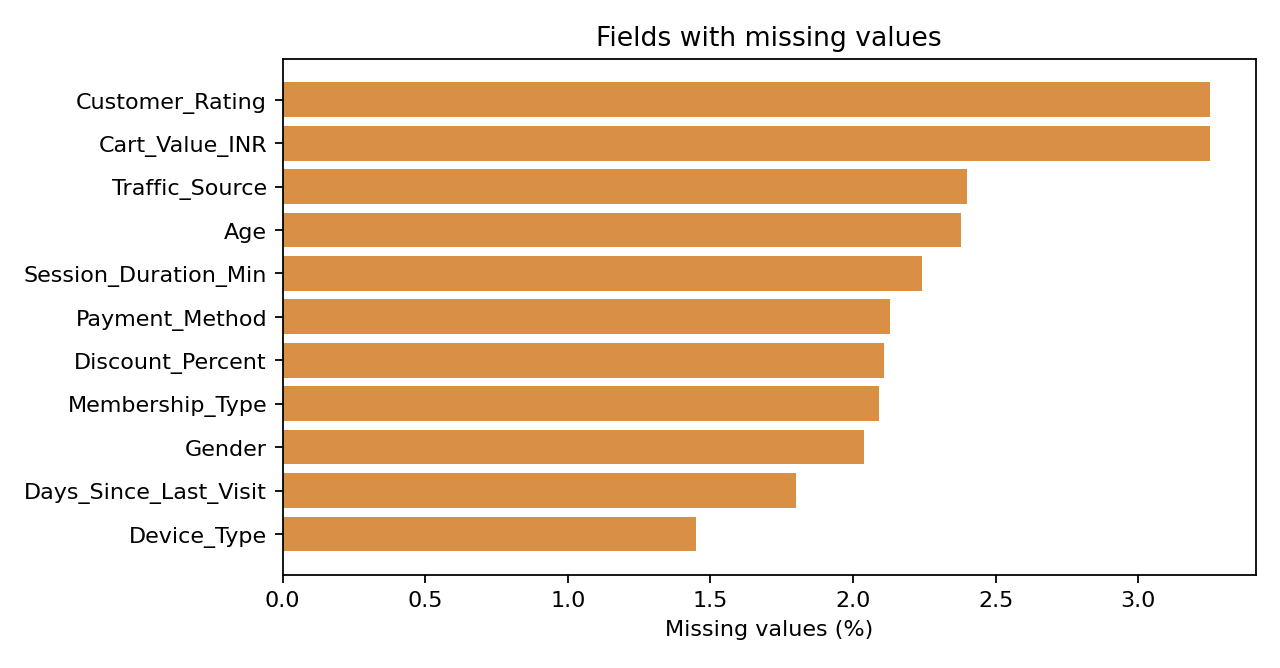 Fields with missing values
Customer_Rating
Cart_Value_INR
Traffic_Source
Age
Session_Duration_Min
Payment_Method
Discount_Percent
Membership_Type
Gender
Days_Since_Last_Visit
Device_Type
0.0 0.5 1.0 1.5 2.0 2.5 3.0
Missing values (%)